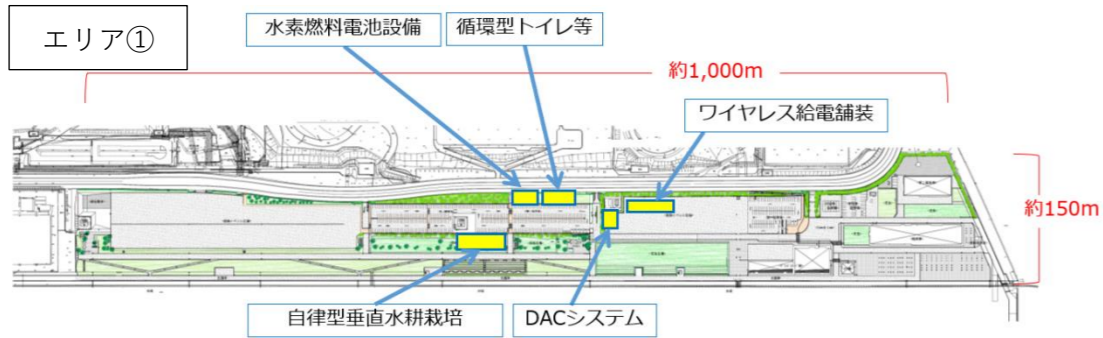 エリア①
水素燃料電池設備
循環型トイレ等
約1,000m
ワイヤレス給電舗装
約150m
自律型垂直水耕栽培
DACシステム